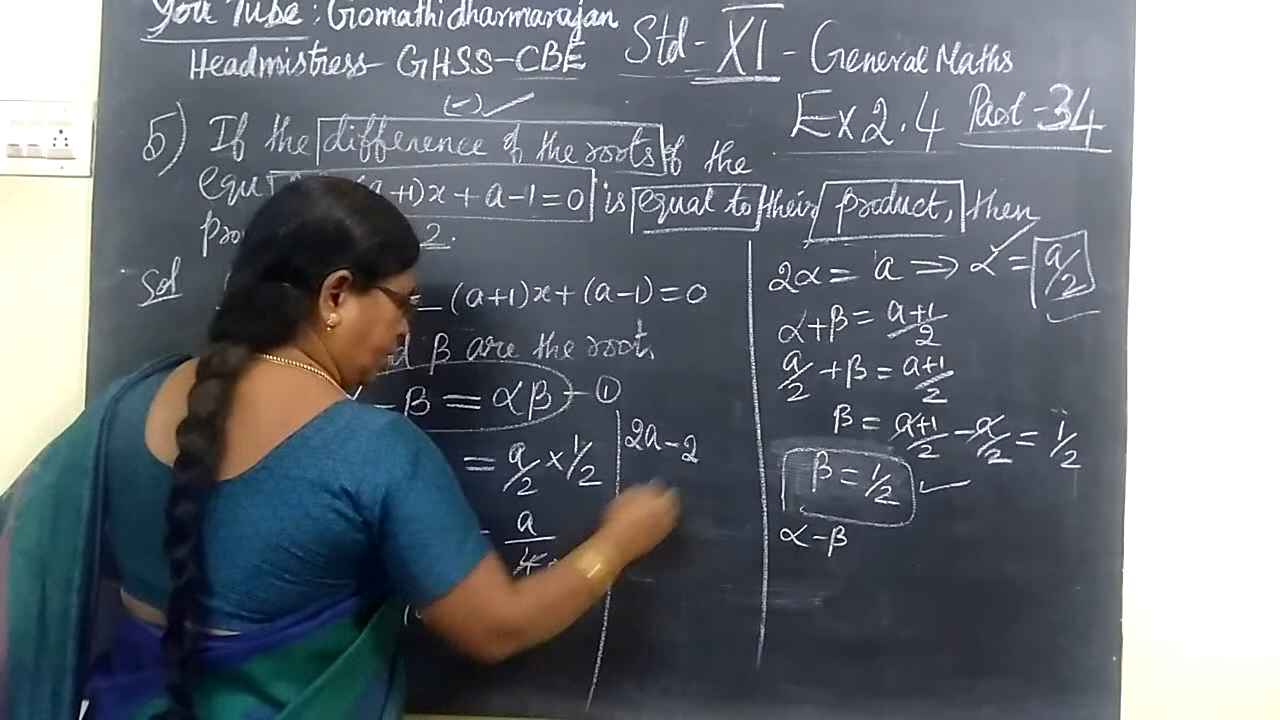 You Tube : Gomathidharmarajan
Headmistress - GHSS-CBE
Std - XI - General Maths
Ex 2.4 Part -34
(-) ✓
5) If the difference of the roots of the
equ +1)x + a-1=0 is equal to their product, then
2.
Sol
- (a+1)x + (a-1) = 0
β are the roots
- β = αβ - ①
= a/2 × 1/2
= a
4
2a - 2
2α = a ⇒ α = a/2
α+β = a+1/2
a/2 + β = a+1/2
β = a+1/2 - a/2 = 1/2
β = 1/2 ✓
α - β